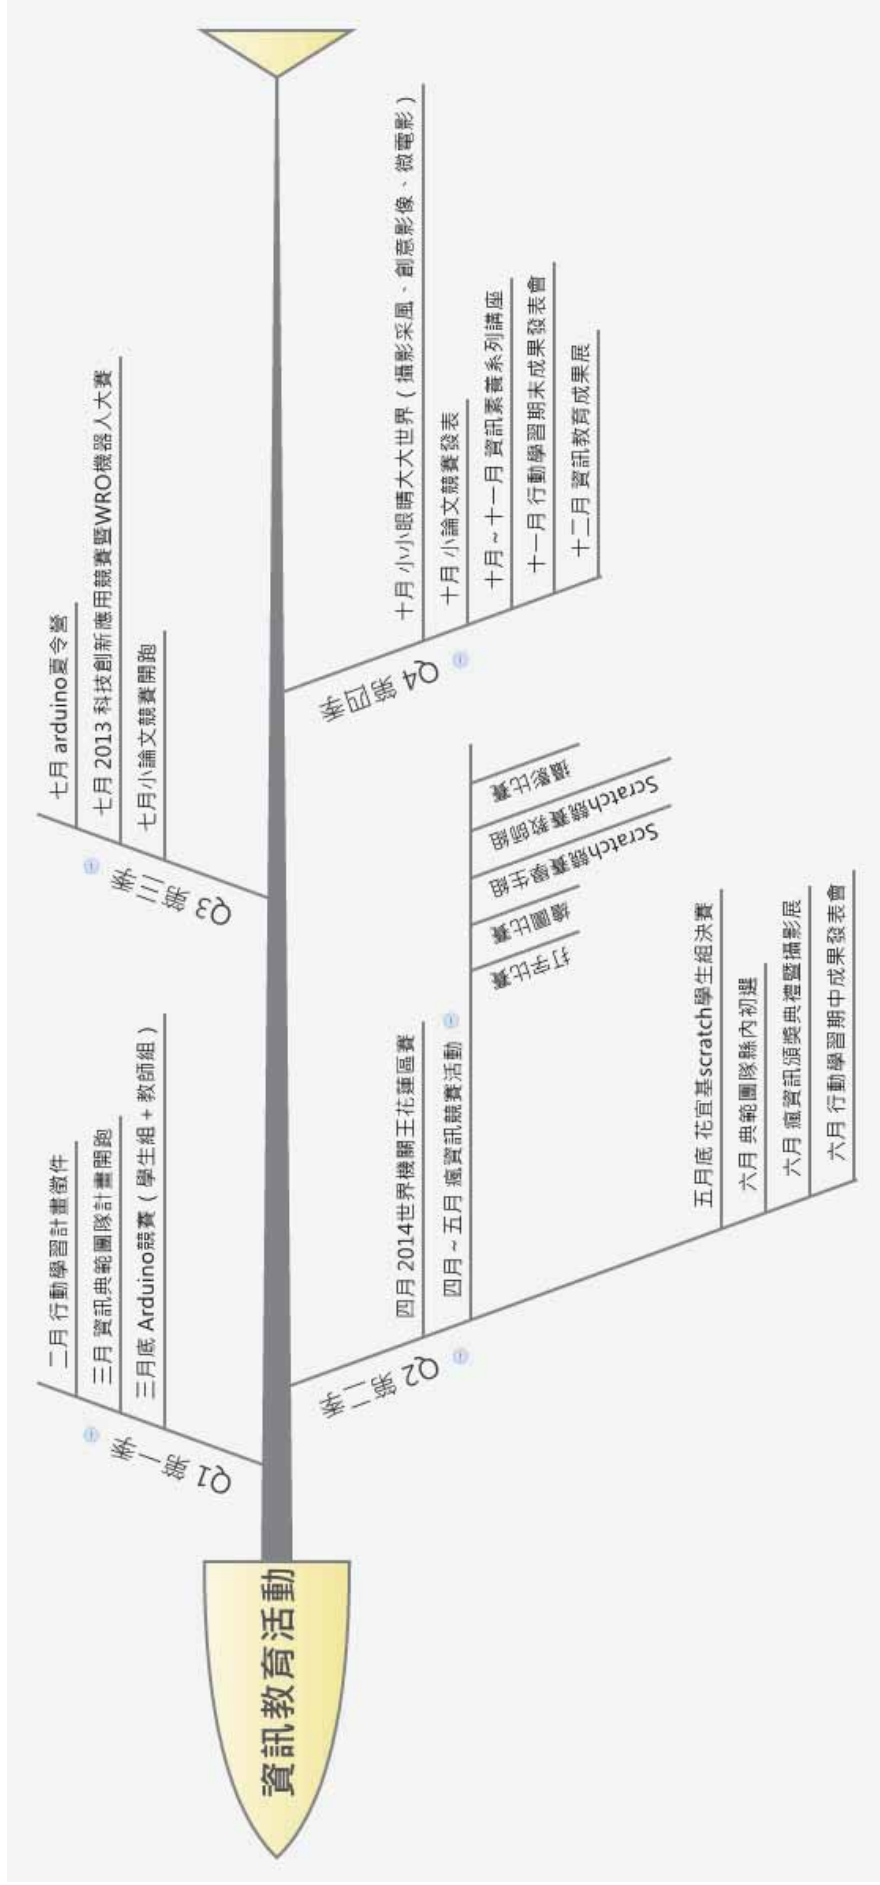 資訊教育活動
Q1 第一季
二月 行動學習計畫徵件
三月 資訊典範團隊計畫開跑
三月底 Arduino競賽（學生組 + 教師組）
Q2 第二季
四月 2014世界機關王花蓮區賽
四月 ~ 五月 瘋資訊競賽活動
打字比賽
繪圖比賽
Scratch競賽學生組
Scratch競賽教師組
攝影比賽
五月底 花宜基scratch學生組決賽
六月 典範團隊縣內初選
六月 瘋資訊頒獎典禮暨攝影展
六月 行動學習期中成果發表會
Q3 第三季
七月 arduino夏令營
七月 2013 科技創新應用競賽暨WRO機器人大賽
七月小論文競賽開跑
Q4 第四季
十月 小小眼睛大大世界（攝影采風、創意影像、微電影）
十月 小論文競賽發表
十月 ~ 十一月 資訊素養系列講座
十一月 行動學習期末成果發表會
十二月 資訊教育成果展